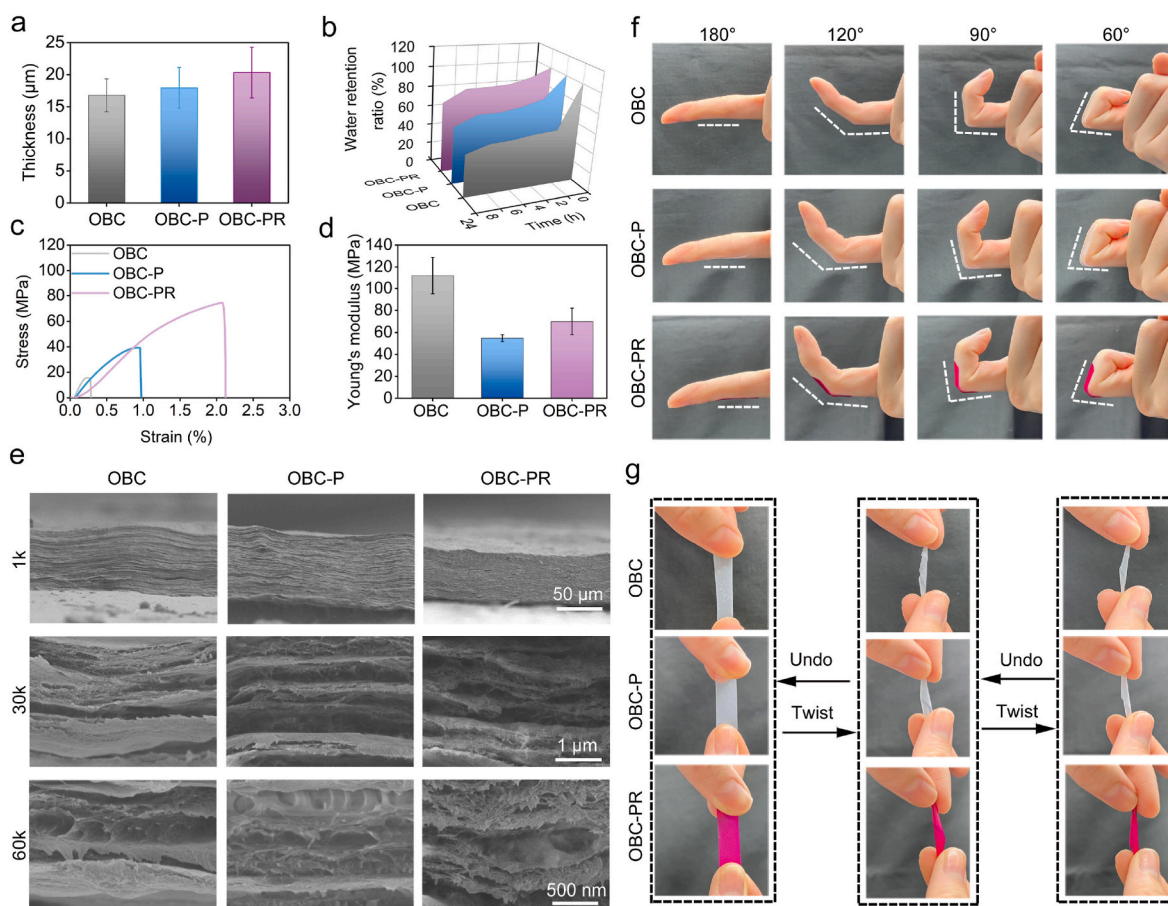 a
Thickness (μm)
25
20
15
10
5
0
OBC
OBC-P
OBC-PR
b
Water retention
ratio (%)
120
100
80
60
40
20
0
OBC-PR
OBC-P
OBC
24
8
6
4
2
0
Time (h)
c
Stress (MPa)
120
100
80
60
40
20
0
OBC
OBC-P
OBC-PR
0.0
0.5
1.0
1.5
2.0
2.5
3.0
Strain (%)
d
Young's modulus (MPa)
140
120
100
80
60
40
20
0
OBC
OBC-P
OBC-PR
e
OBC
OBC-P
OBC-PR
1k
50 μm
30k
1 μm
60k
500 nm
f
180°
120°
90°
60°
OBC
OBC-P
OBC-PR
g
OBC
OBC-P
OBC-PR
Undo
Twist
Undo
Twist